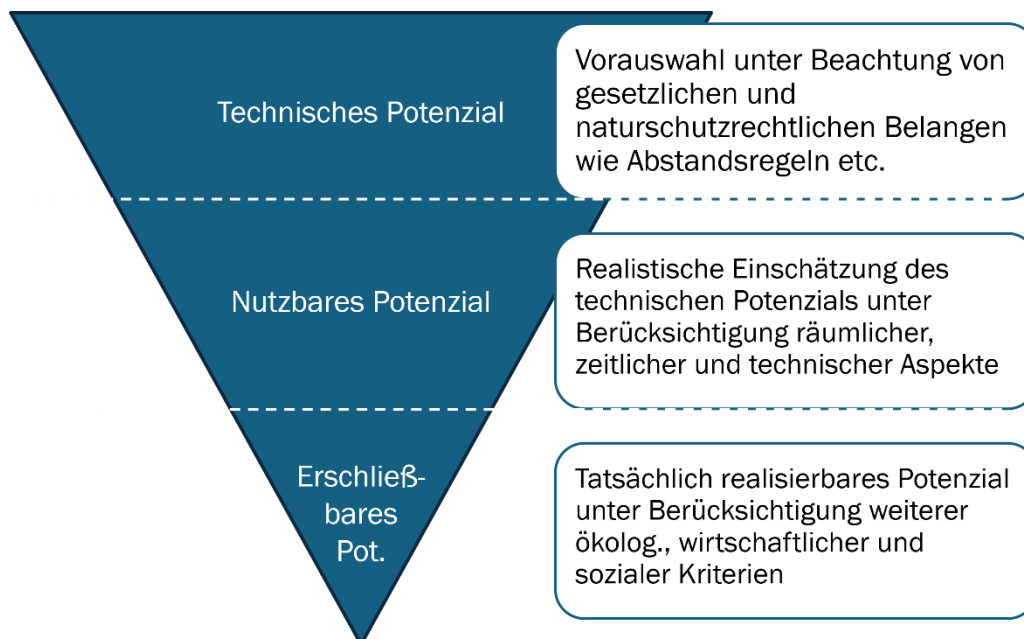 Technisches Potenzial
Vorauswahl unter Beachtung von
gesetzlichen und
naturschutzrechtlichen Belangen
wie Abstandsregeln etc.
Nutzbares Potenzial
Realistische Einschätzung des
technischen Potenzials unter
Berücksichtigung räumlicher,
zeitlicher und technischer Aspekte
Erschließ-
bares
Pot.
Tatsächlich realisierbares Potenzial
unter Berücksichtigung weiterer
ökolog., wirtschaftlicher und
sozialer Kriterien